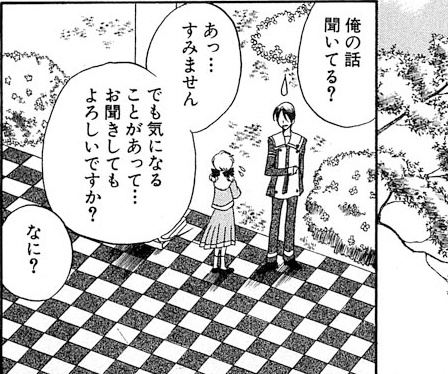 俺の話
聞いてる?
あっ…
すみません
でも気になる
ことがあって…
お聞きしても
よろしいですか?
なに?